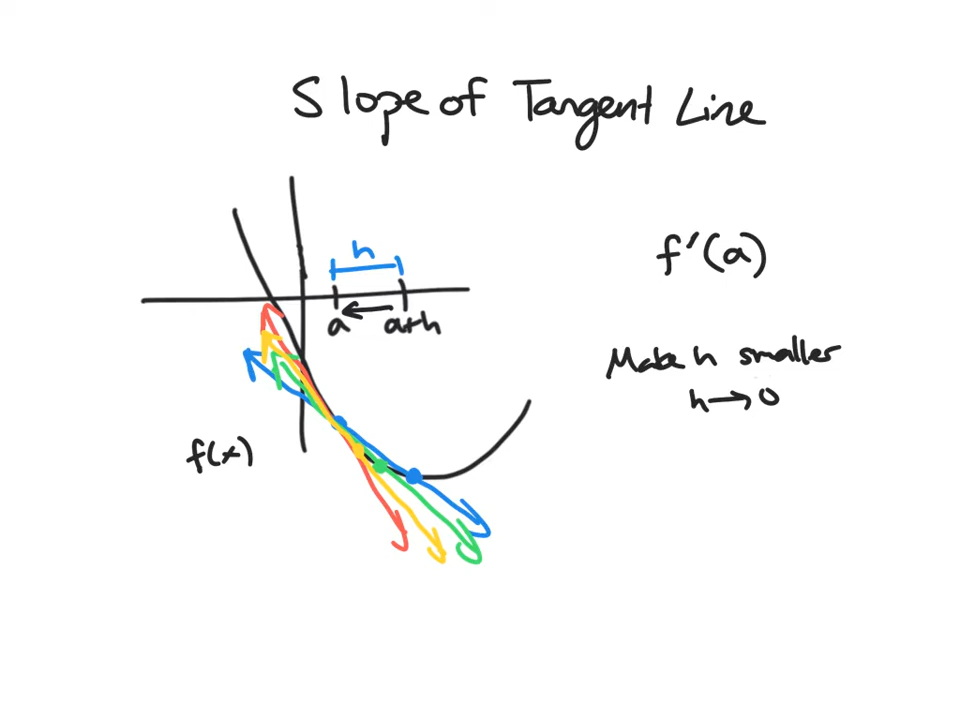 Slope of Tangent Line
h
f'(a)
a a+h
Make h smaller
h→0
f(x)